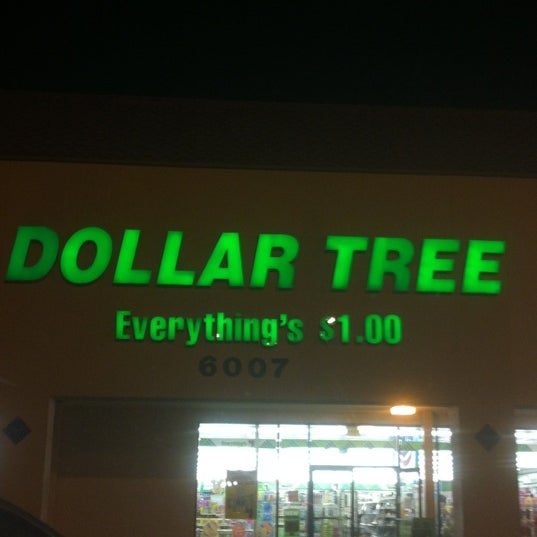 DOLLAR TREE
Everything's $1.00
6007